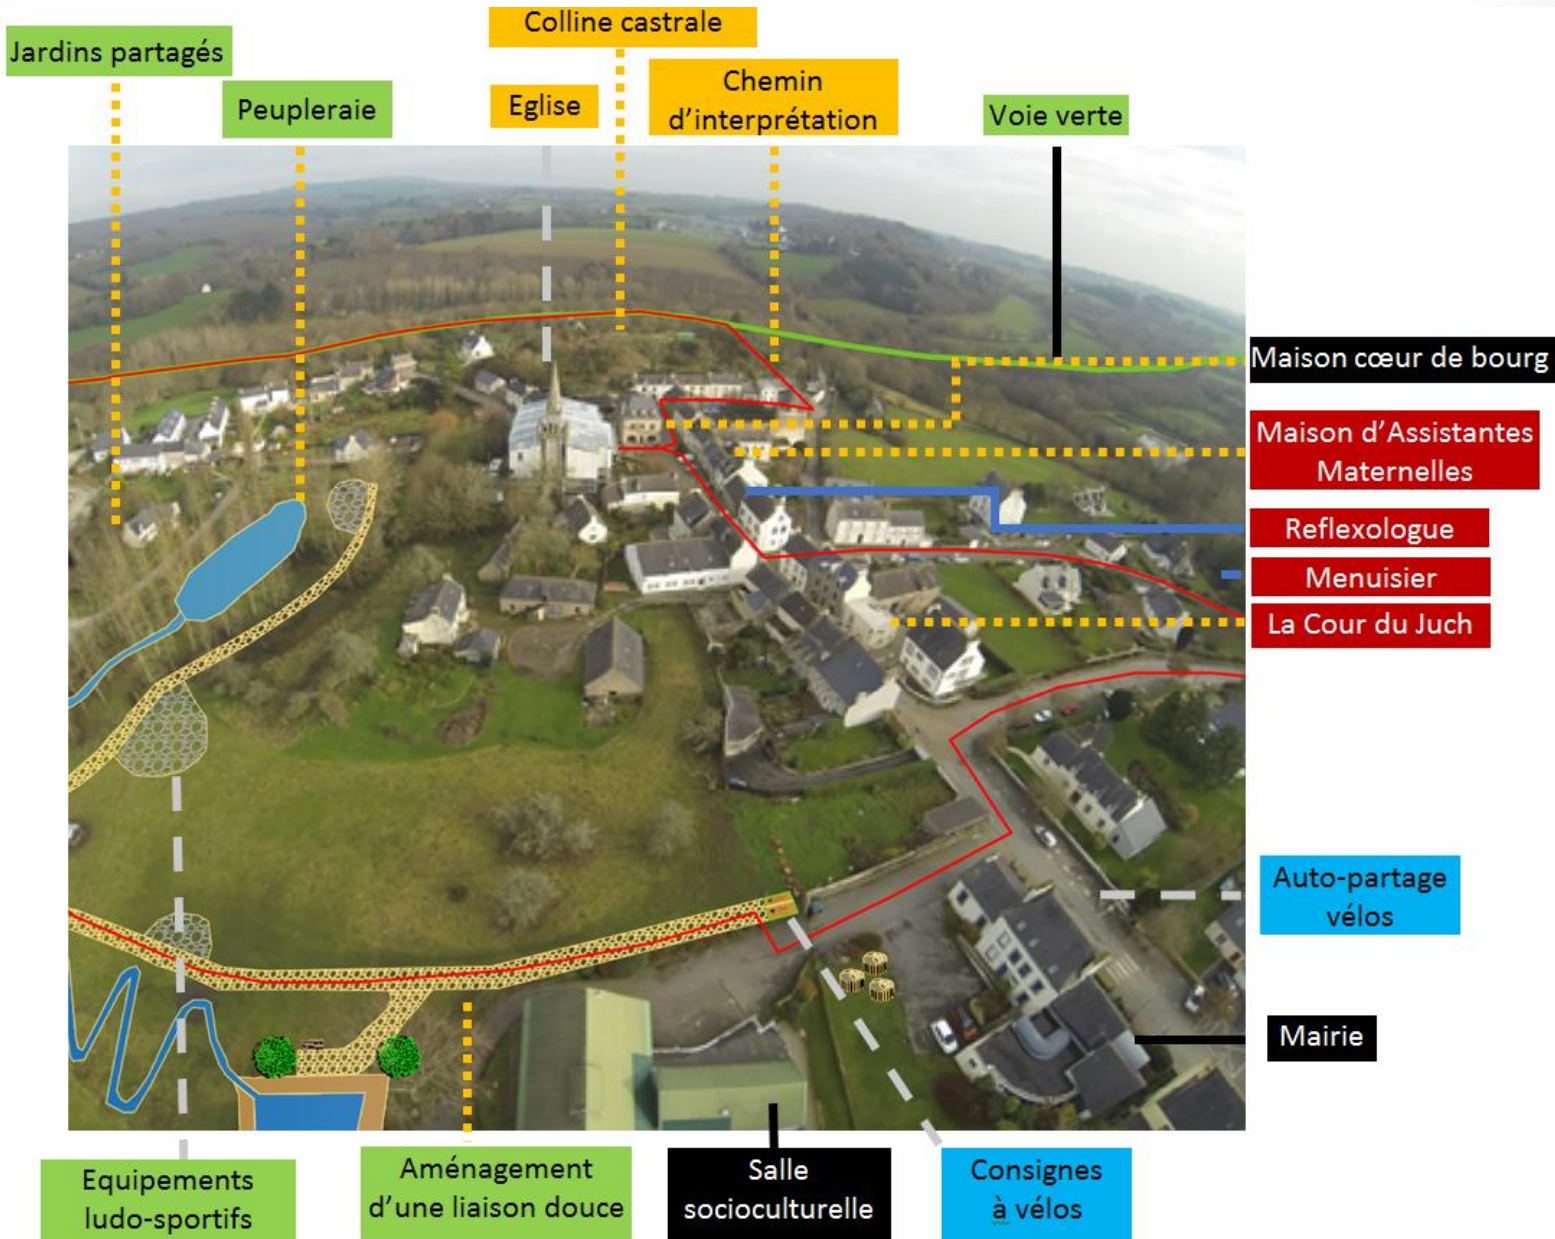 Colline castrale
Jardins partagés
Peupleraie
Eglise
Chemin
d'interprétation
Voie verte
Maison cœur de bourg
Maison d'Assistantes
Maternelles
Reflexologue
Menuisier
La Cour du Juch
Auto-partage
vélos
Mairie
Equipements
ludo-sportifs
Aménagement
d'une liaison douce
Salle
socioculturelle
Consignes
à vélos